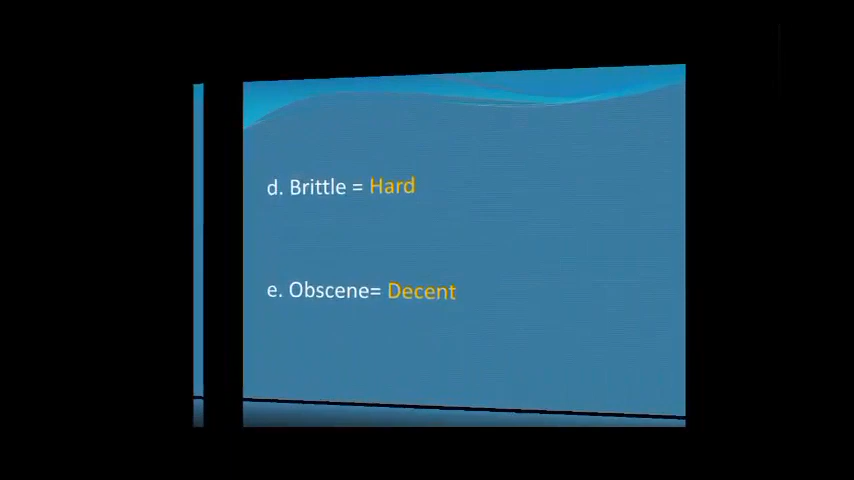 d. Brittle = Hard
e. Obscene= Decent